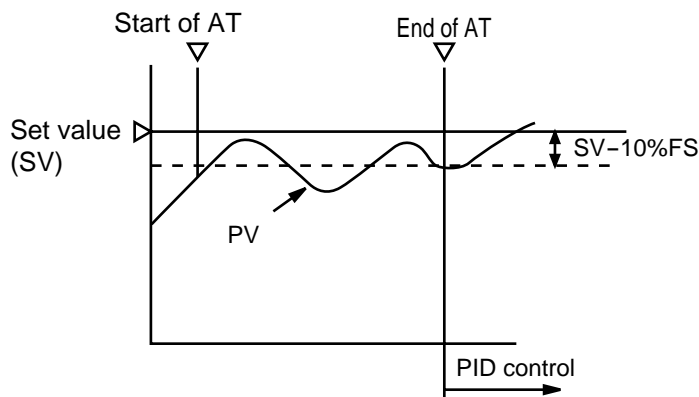 Start of AT
End of AT
Set value
(SV)
SV-10%FS
PV
PID control